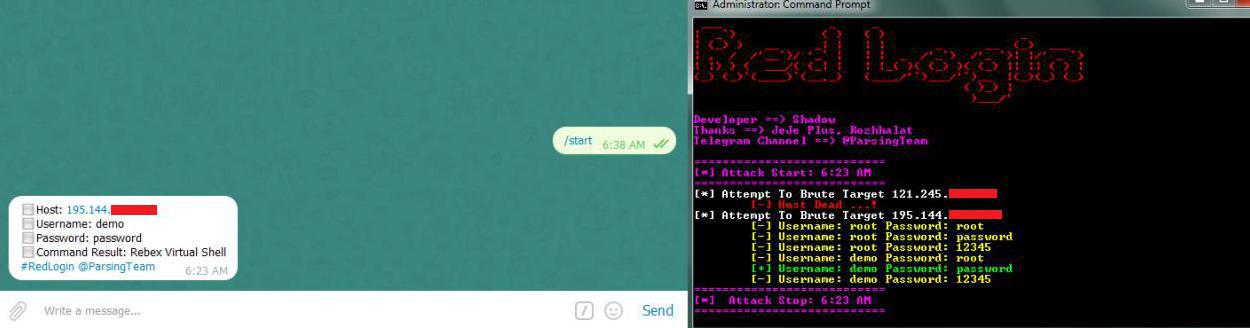 /start 6:38 AM
Host: 195.144.
Username: demo
Password: password
Command Result: Rebex Virtual Shell
#RedLogin @ParsingTeam 6:23 AM
Write a message... / Send
Administrator: Command Prompt
Red Login
Developer ==> Shadow
Thanks ==> JeJe Plus, Rozhhalat
Telegram Channel ==> @ParsingTeam
===========================
[*] Attack Start: 6:23 AM
===========================
[*] Attempt To Brute Target 121.245.
[-] Host Dead ...!
[*] Attempt To Brute Target 195.144.
[-] Username: root Password: root
[-] Username: root Password: password
[-] Username: root Password: 12345
[-] Username: demo Password: root
[+] Username: demo Password: password
[-] Username: demo Password: 12345
===========================
[*]  Attack Stop: 6:23 AM
===========================